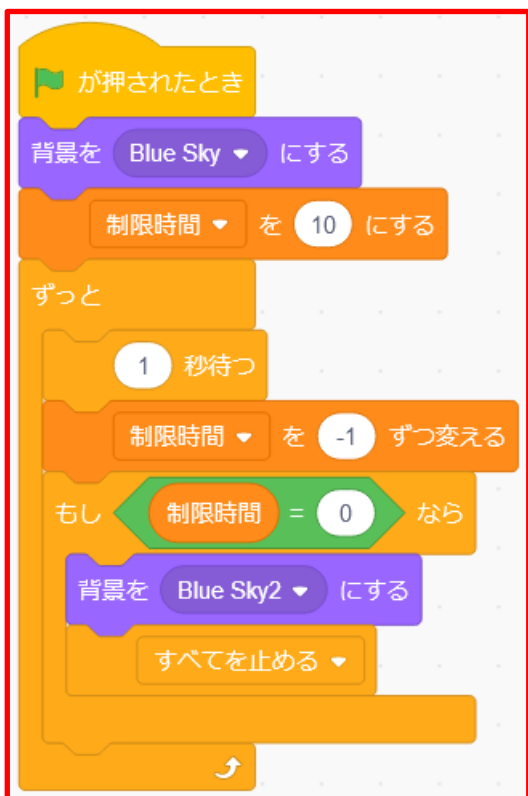 が押されたとき
背景を Blue Sky にする
制限時間 を 10 にする
ずっと
1 秒待つ
制限時間 を -1 ずつ変える
もし 制限時間 = 0 なら
背景を Blue Sky2 にする
すべてを止める